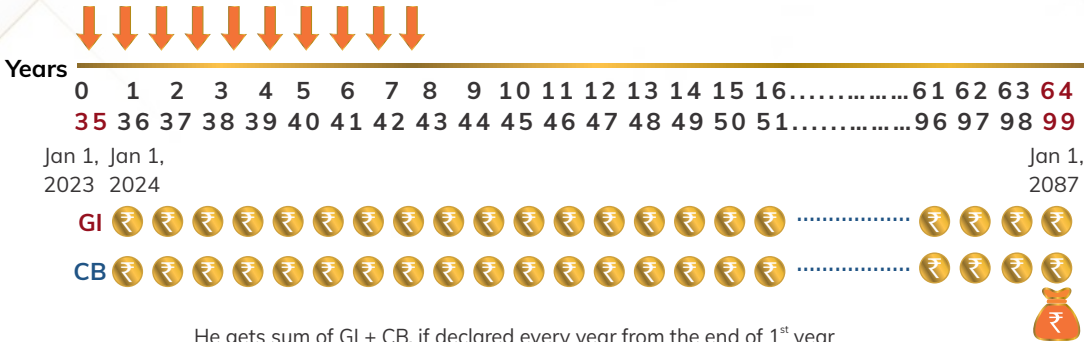 Years
0 1 2 3 4 5 6 7 8 9 10 11 12 13 14 15 16...............61 62 63 64
35 36 37 38 39 40 41 42 43 44 45 46 47 48 49 50 51...............96 97 98 99
Jan 1, Jan 1, Jan 1,
2023 2024 2087
GI ₹ ₹ ₹ ₹ ₹ ₹ ₹ ₹ ₹ ₹ ₹ ₹ ₹ ₹ ₹ ₹ ₹ ................... ₹ ₹ ₹ ₹
CB ₹ ₹ ₹ ₹ ₹ ₹ ₹ ₹ ₹ ₹ ₹ ₹ ₹ ₹ ₹ ₹ ₹ ................... ₹ ₹ ₹ ₹
₹
He gets sum of GI + CB, if declared every year from the end of 1st year